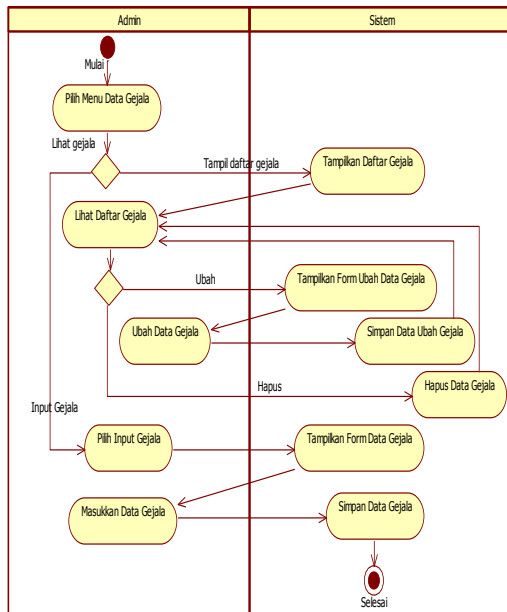 Admin
Sistem
Mulai
Pilih Menu Data Gejala
Lihat gejala
Tampil daftar gejala
Tampilkan Daftar Gejala
Lihat Daftar Gejala
Ubah
Tampilkan Form Ubah Data Gejala
Ubah Data Gejala
Simpan Data Ubah Gejala
Hapus
Hapus Data Gejala
Input Gejala
Pilih Input Gejala
Tampilkan Form Data Gejala
Masukkan Data Gejala
Simpan Data Gejala
Selesai